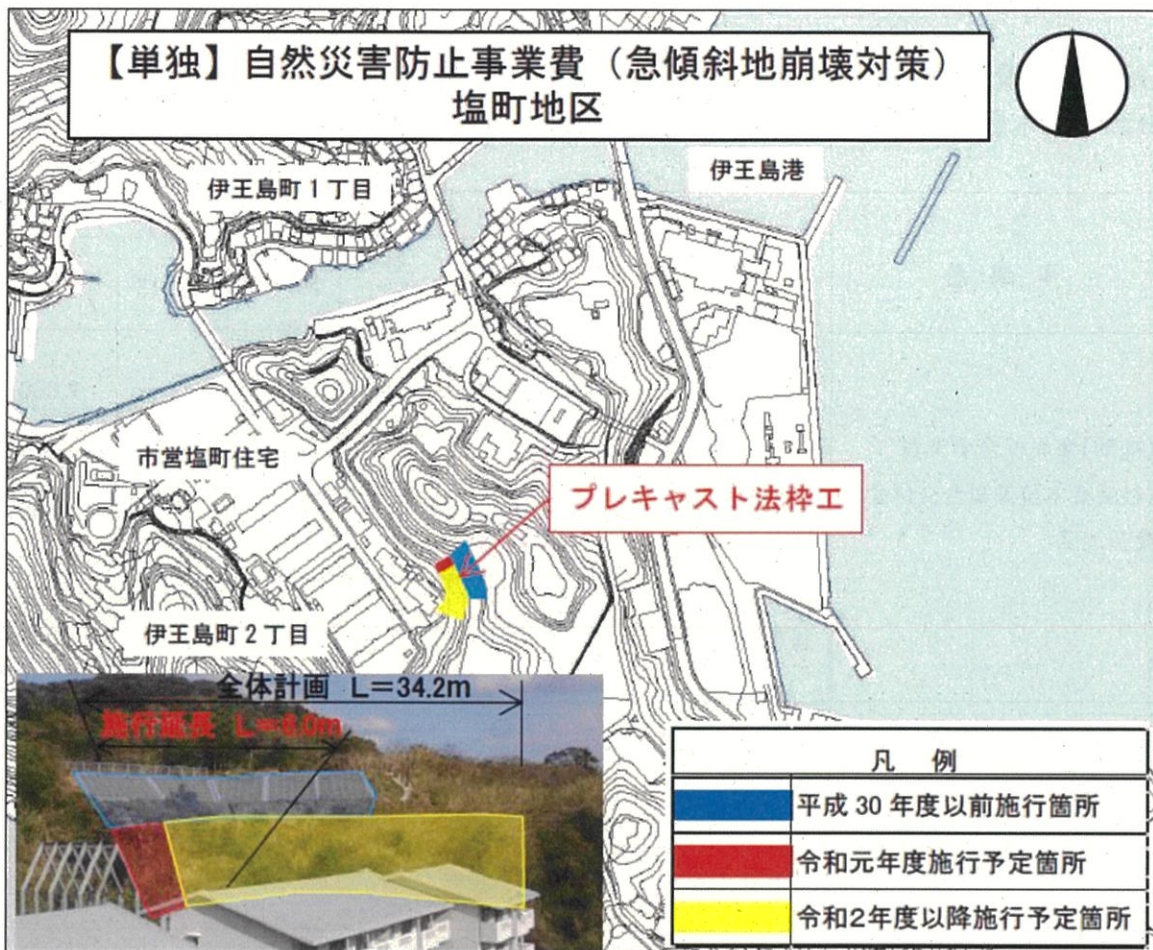 【単独】自然災害防止事業費（急傾斜地崩壊対策）
塩町地区
伊王島町1丁目
伊王島港
市営塩町住宅
プレキャスト法枠工
伊王島町2丁目
全体計画 L=34.2m
施行延長 L=8.0m
凡 例
平成30年度以前施行箇所
令和元年度施行予定箇所
令和2年度以降施行予定箇所